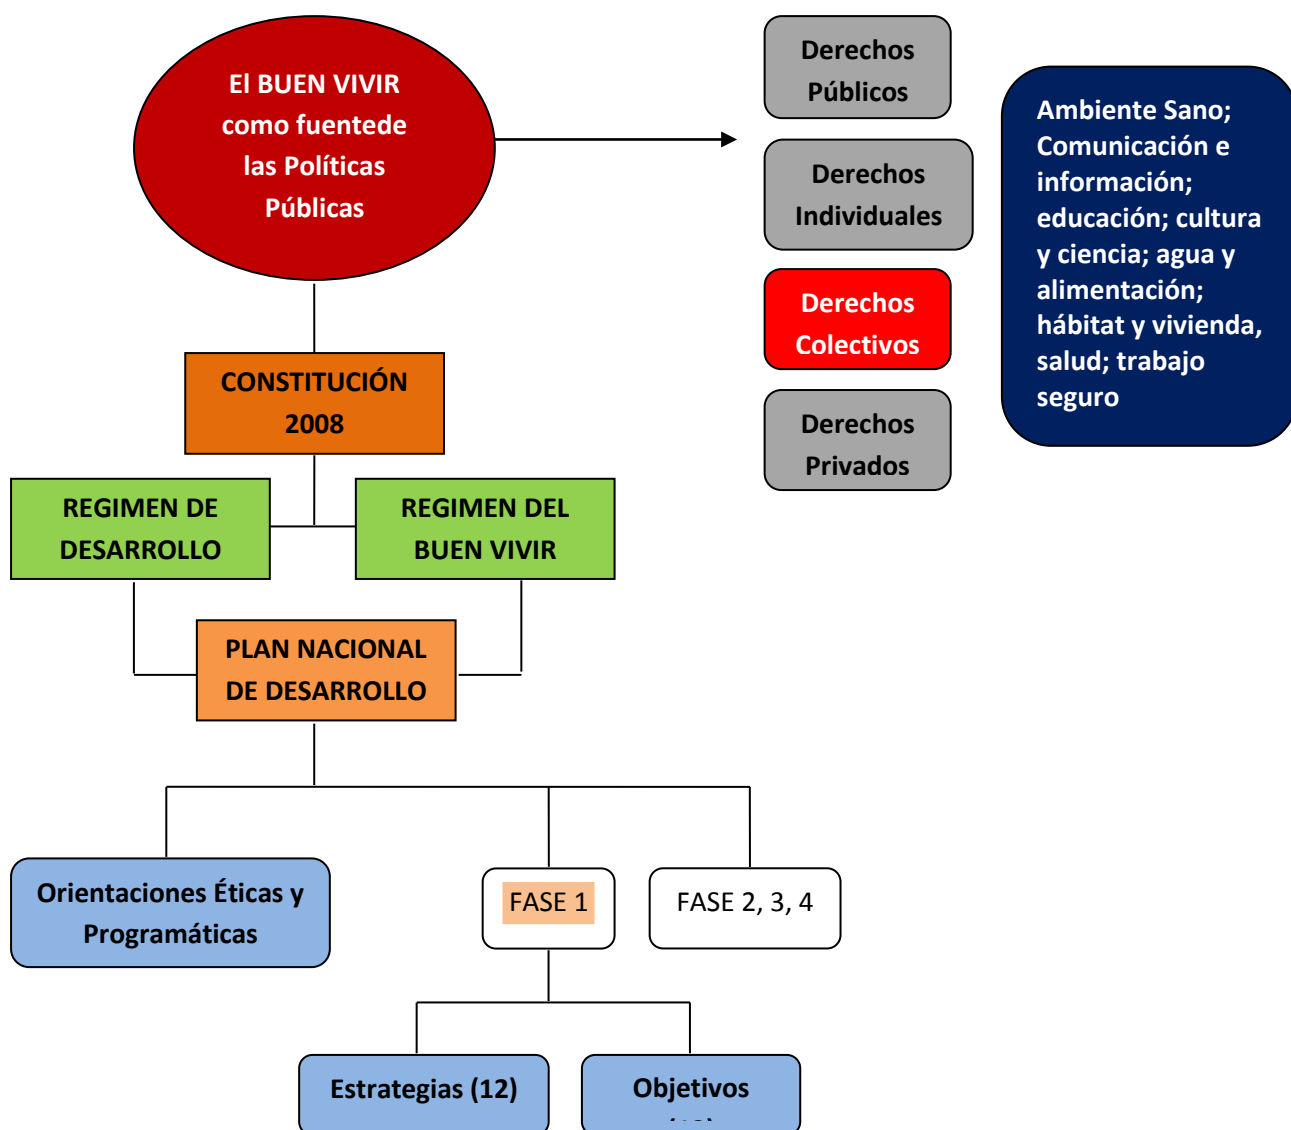 El BUEN VIVIR
como fuentede
las Políticas
Públicas
Derechos
Públicos
Derechos
Individuales
Derechos
Colectivos
Derechos
Privados
Ambiente Sano;
Comunicación e
información;
educación; cultura
y ciencia; agua y
alimentación;
hábitat y vivienda,
salud; trabajo
seguro
CONSTITUCIÓN
2008
REGIMEN DE
DESARROLLO
REGIMEN DEL
BUEN VIVIR
PLAN NACIONAL
DE DESARROLLO
Orientaciones Éticas y
Programáticas
FASE 1
FASE 2, 3, 4
Estrategias (12)
Objetivos